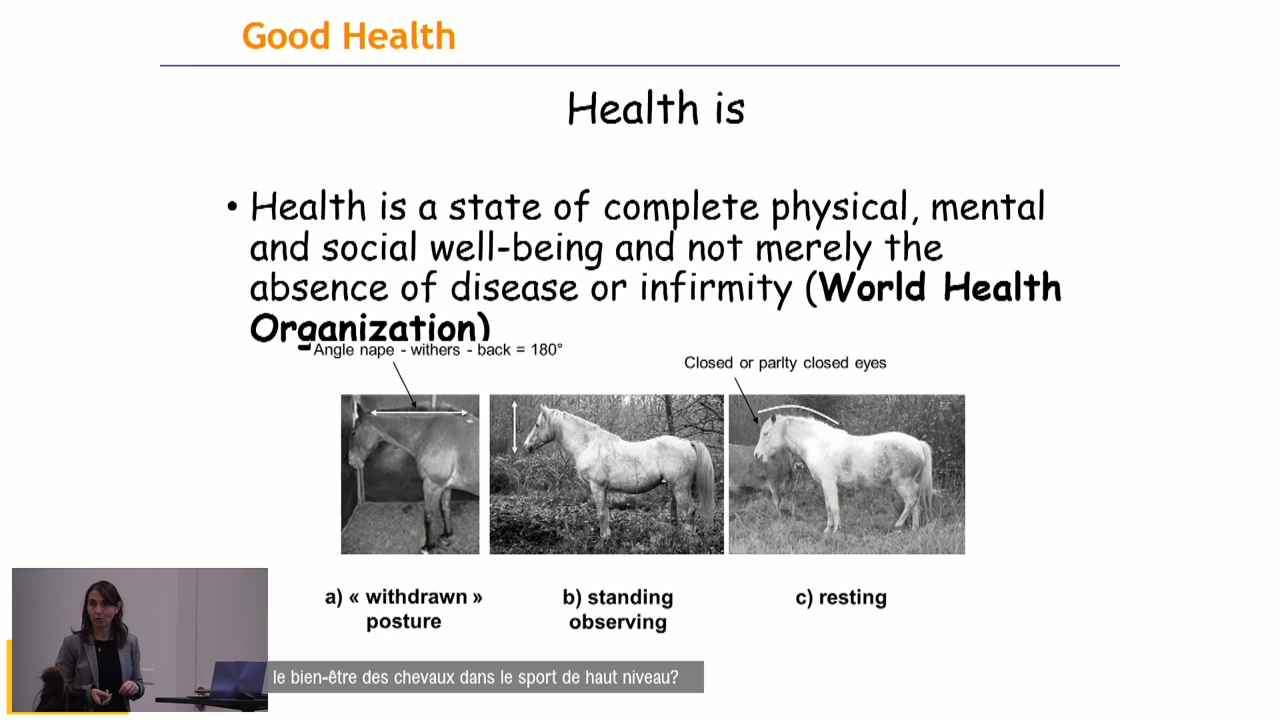 Good Health
Health is
• Health is a state of complete physical, mental
and social well-being and not merely the
absence of disease or infirmity (World Health
Organization)
Angle nape - withers - back = 180°
Closed or parlty closed eyes
a) « withdrawn »
posture
b) standing
observing
c) resting
le bien-être des chevaux dans le sport de haut niveau?